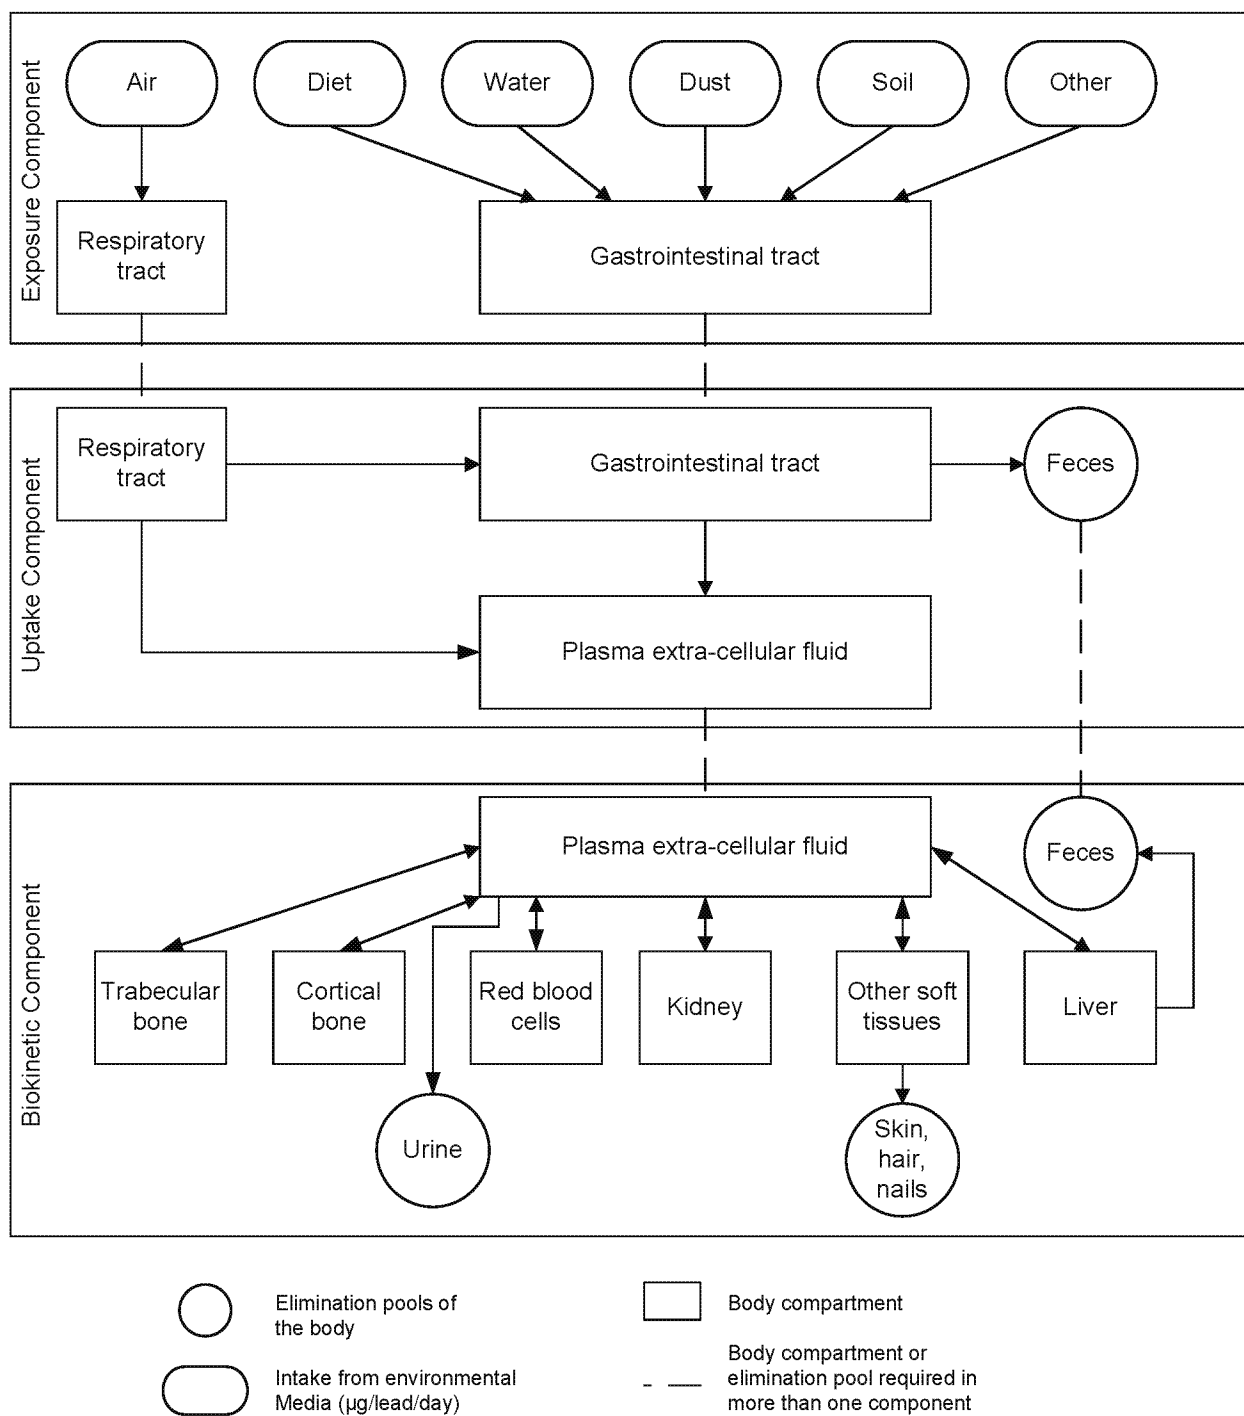 Exposure Component
Air
Diet
Water
Dust
Soil
Other
Respiratory
tract
Gastrointestinal tract
Uptake Component
Respiratory
tract
Gastrointestinal tract
Feces
Plasma extra-cellular fluid
Biokinetic Component
Plasma extra-cellular fluid
Feces
Trabecular
bone
Cortical
bone
Red blood
cells
Kidney
Other soft
tissues
Liver
Urine
Skin,
hair,
nails
Elimination pools of
the body
Body compartment
Intake from environmental
Media (µg/lead/day)
Body compartment or
elimination pool required in
more than one component